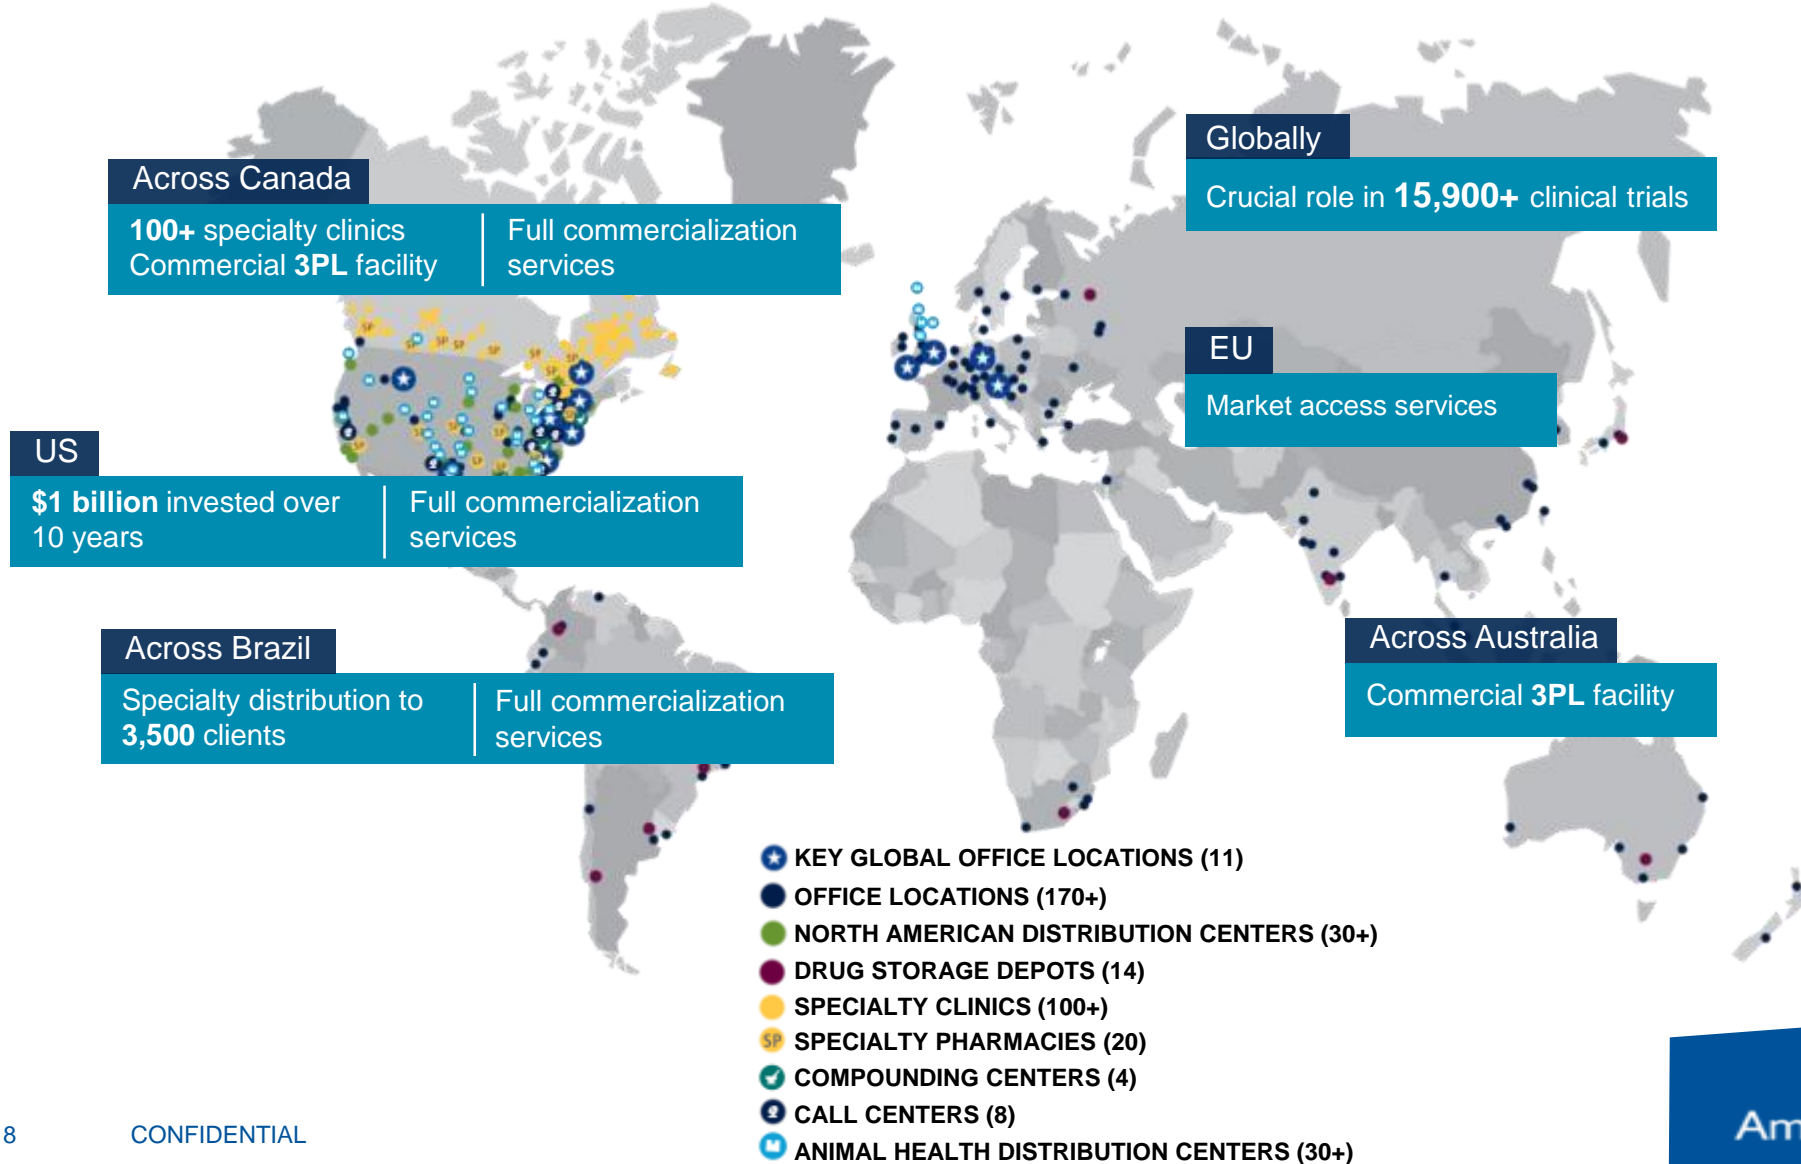 Across Canada
100+ specialty clinics
Commercial 3PL facility
Full commercialization
services
Globally
Crucial role in 15,900+ clinical trials
EU
Market access services
US
$1 billion invested over
10 years
Full commercialization
services
Across Brazil
Specialty distribution to
3,500 clients
Full commercialization
services
Across Australia
Commercial 3PL facility
KEY GLOBAL OFFICE LOCATIONS (11)
OFFICE LOCATIONS (170+)
NORTH AMERICAN DISTRIBUTION CENTERS (30+)
DRUG STORAGE DEPOTS (14)
SPECIALTY CLINICS (100+)
SP SPECIALTY PHARMACIES (20)
COMPOUNDING CENTERS (4)
CALL CENTERS (8)
ANIMAL HEALTH DISTRIBUTION CENTERS (30+)
8 CONFIDENTIAL
Am